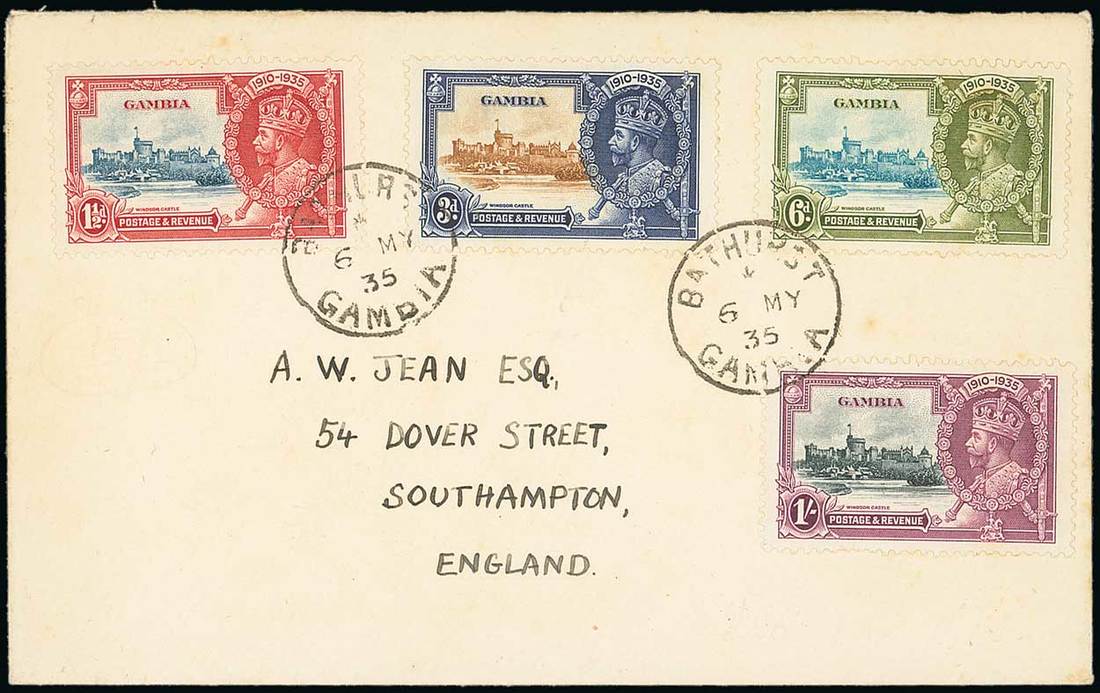 1910-1935
GAMBIA
WINDSOR CASTLE
1½d
POSTAGE & REVENUE
1910-1935
GAMBIA
WINDSOR CASTLE
3d.
POSTAGE & REVENUE
1910-1935
GAMBIA
WINDSOR CASTLE
6d.
POSTAGE & REVENUE
BATHURST
6 MY
35
GAMBIA
BATHURST
6 MY
35
GAMBIA
1910-1935
GAMBIA
WINDSOR CASTLE
1/-
POSTAGE & REVENUE
A. W. JEAN ESQ.,
54 DOVER STREET,
SOUTHAMPTON,
ENGLAND.